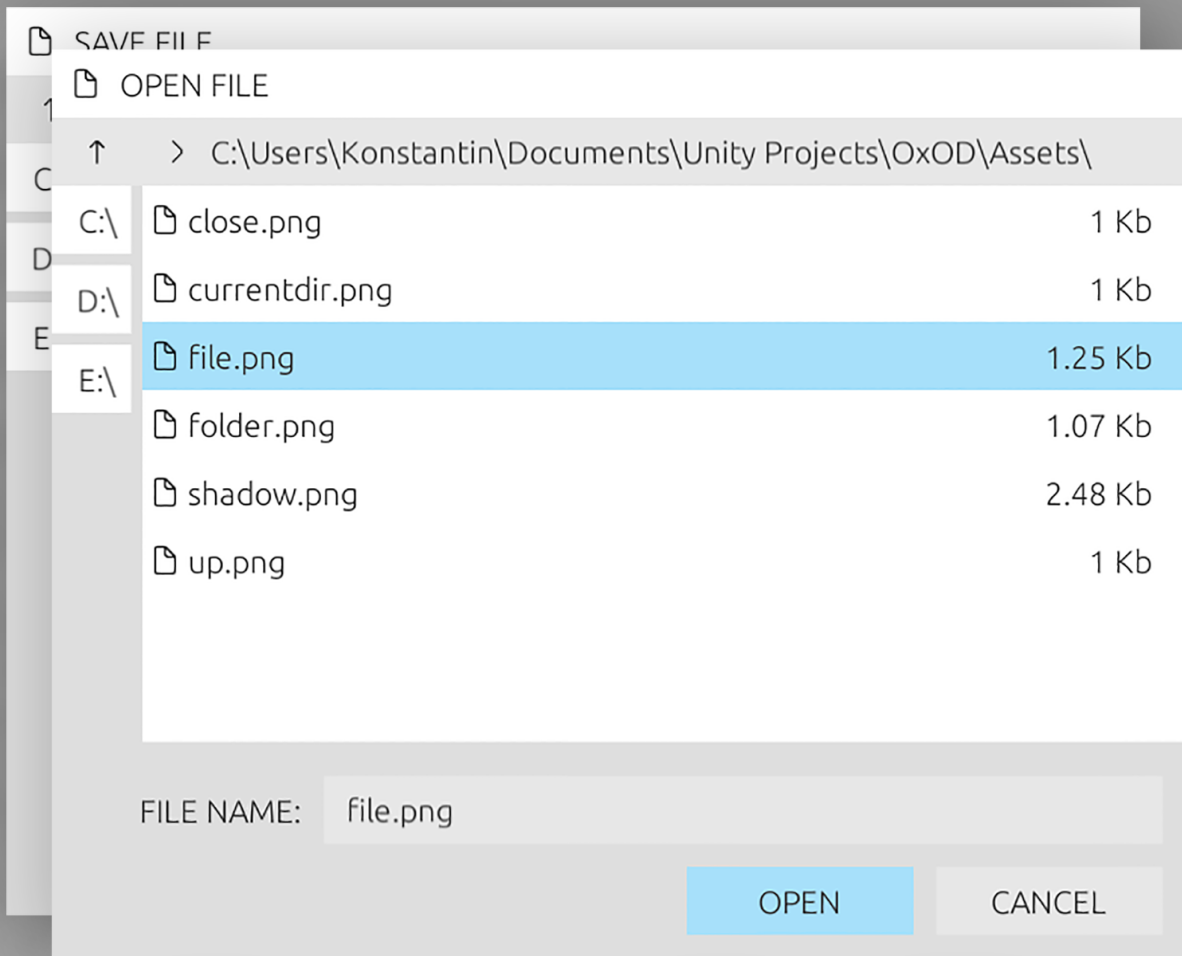 SAVE FILE
OPEN FILE
C:\Users\Konstantin\Documents\Unity Projects\OxOD\Assets\
C
C:\ close.png 1 Kb
D
currentdir.png 1 Kb
D:\
E
file.png 1.25 Kb
E:\
folder.png 1.07 Kb
shadow.png 2.48 Kb
up.png 1 Kb
FILE NAME: file.png
OPEN CANCEL